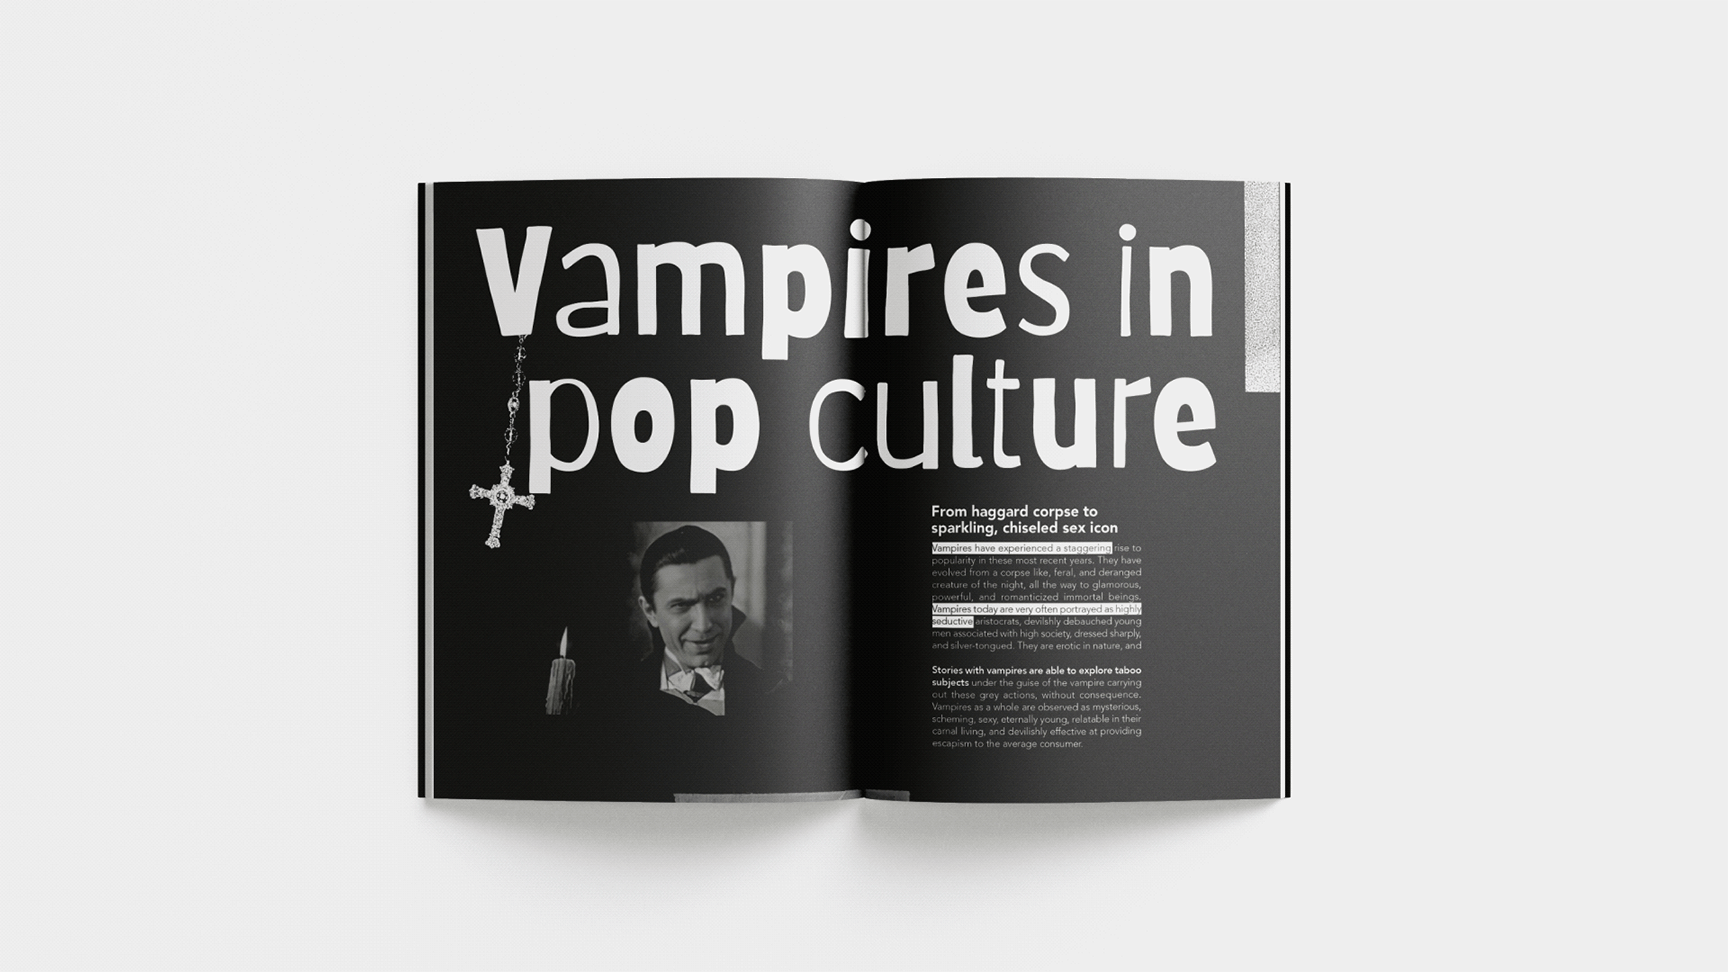 Vampires in
pop culture
From haggard corpse to
sparkling, chiseled sex icon
Vampires have experienced a staggering rise to
popularity in these most recent years. They have
evolved from a corpse like, feral, and deranged
creature of the night, all the way to glamorous,
powerful, and romanticized immortal beings.
Vampires today are very often portrayed as highly
seductive aristocrats, devilshly debauched young
men associated with high society, dressed sharply,
and silver-tongued. They are erotic in nature, and
Stories with vampires are able to explore taboo
subjects under the guise of the vampire carrying
out these grey actions, without consequence.
Vampires as a whole are observed as mysterious,
scheming, sexy, eternally young, relatable in their
carnal living, and devilishly effective at providing
escapism to the average consumer.